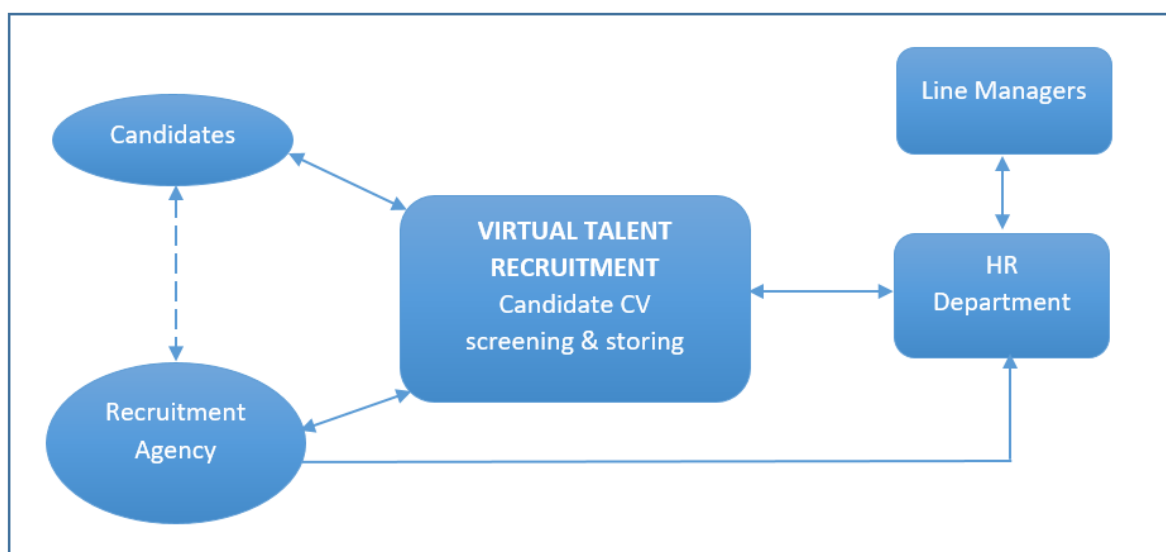 Candidates
Line Managers
VIRTUAL TALENT
RECRUITMENT
Candidate CV
screening & storing
HR
Department
Recruitment
Agency